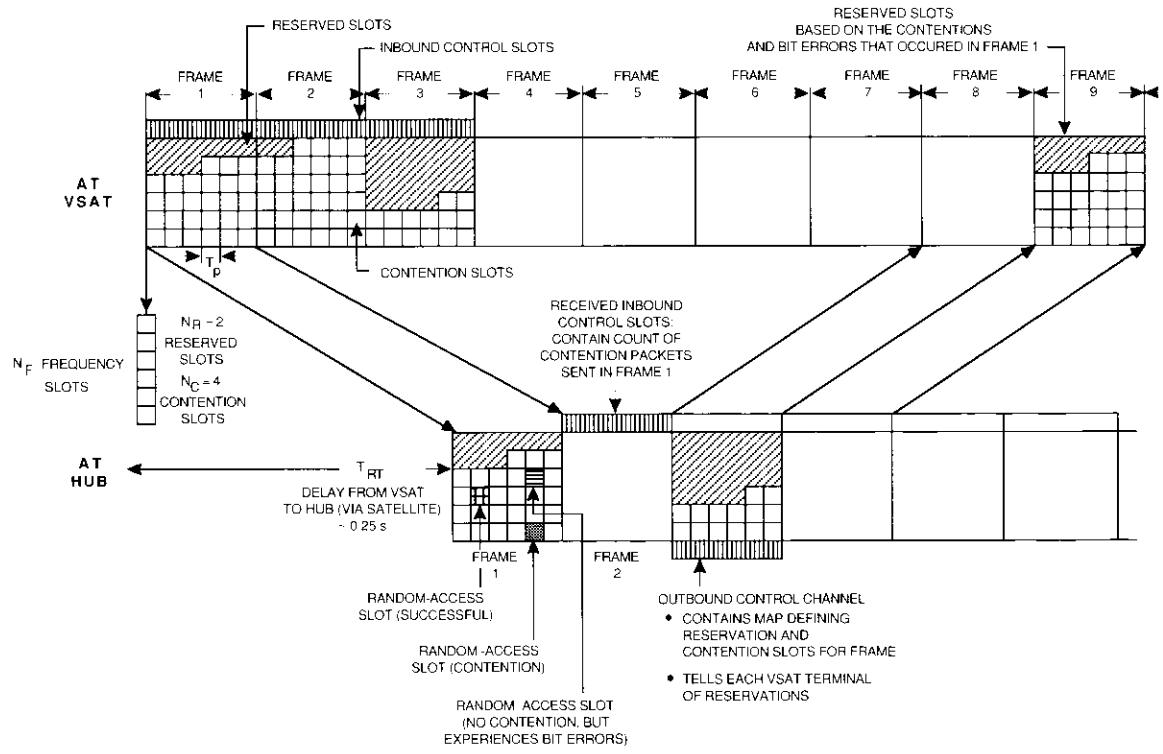 RESERVED SLOTS
INBOUND CONTROL SLOTS
RESERVED SLOTS
BASED ON THE CONTENTIONS
AND BIT ERRORS THAT OCCURED IN FRAME 1
FRAME
1
FRAME
2
FRAME
3
FRAME
4
FRAME
5
FRAME
6
FRAME
7
FRAME
8
FRAME
9
AT
VSAT
Tp
CONTENTION SLOTS
NF FREQUENCY
SLOTS
NR = 2
RESERVED
SLOTS
NC = 4
CONTENTION
SLOTS
RECEIVED INBOUND
CONTROL SLOTS:
CONTAIN COUNT OF
CONTENTION PACKETS
SENT IN FRAME 1
AT
HUB
TRT
DELAY FROM VSAT
TO HUB (VIA SATELLITE)
~ 0.25 s
FRAME
1
FRAME
2
RANDOM-ACCESS
SLOT (SUCCESSFUL)
RANDOM-ACCESS
SLOT (CONTENTION)
RANDOM ACCESS SLOT
(NO CONTENTION, BUT
EXPERIENCES BIT ERRORS)
OUTBOUND CONTROL CHANNEL
• CONTAINS MAP DEFINING
RESERVATION AND
CONTENTION SLOTS FOR FRAME
• TELLS EACH VSAT TERMINAL
OF RESERVATIONS